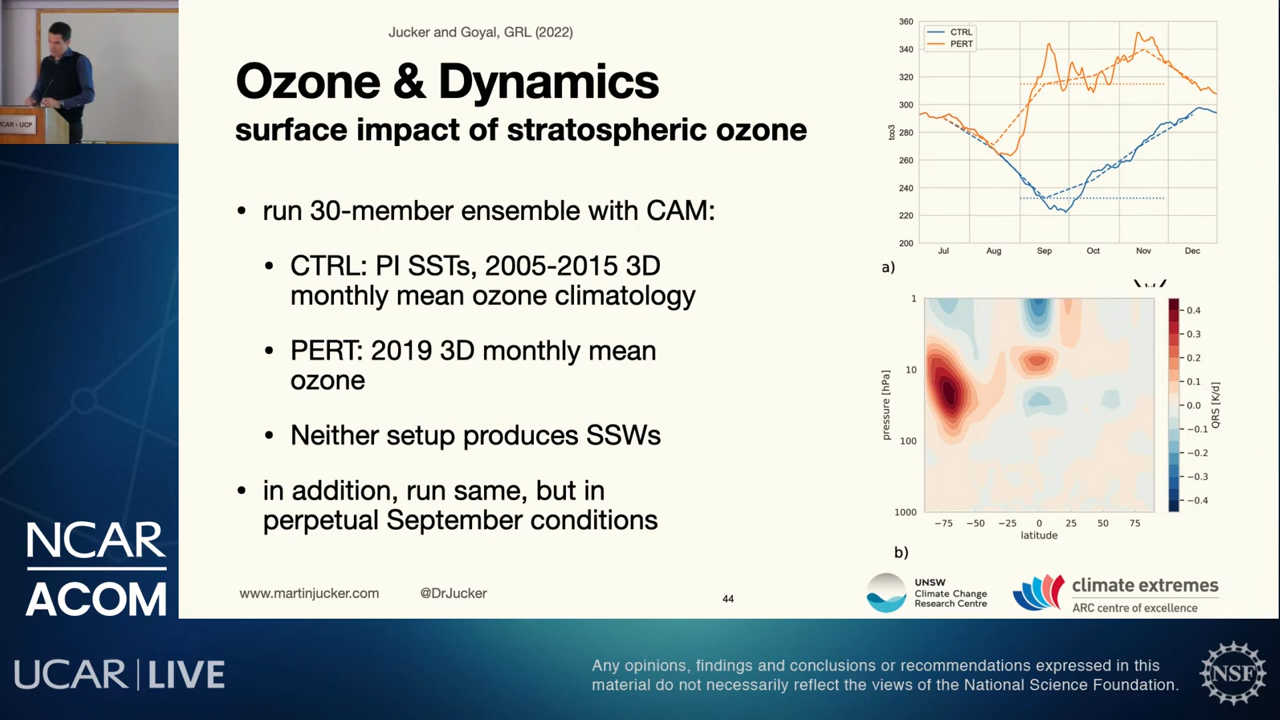 Jucker and Goyal, GRL (2022)
Ozone & Dynamics
surface impact of stratospheric ozone
• run 30-member ensemble with CAM:
• CTRL: PI SSTs, 2005-2015 3D
monthly mean ozone climatology
• PERT: 2019 3D monthly mean
ozone
• Neither setup produces SSWs
• in addition, run same, but in
perpetual September conditions
www.martinjucker.com @DrJucker
44
360
340
320
300
280
260
240
220
200
tco3
CTRL
PERT
Jul Aug Sep Oct Nov Dec
a)
1
10
100
1000
pressure [hPa]
−75 −50 −25 0 25 50 75
latitude
0.4
0.3
0.2
0.1
0.0
−0.1
−0.2
−0.3
−0.4
QRS [K/d]
b)
UNSW
Climate Change
Research Centre
climate extremes
ARC centre of excellence
UCAR • UCP
NCAR
ACOM
UCAR | LIVE
Any opinions, findings and conclusions or recommendations expressed in this
material do not necessarily reflect the views of the National Science Foundation.
NSF